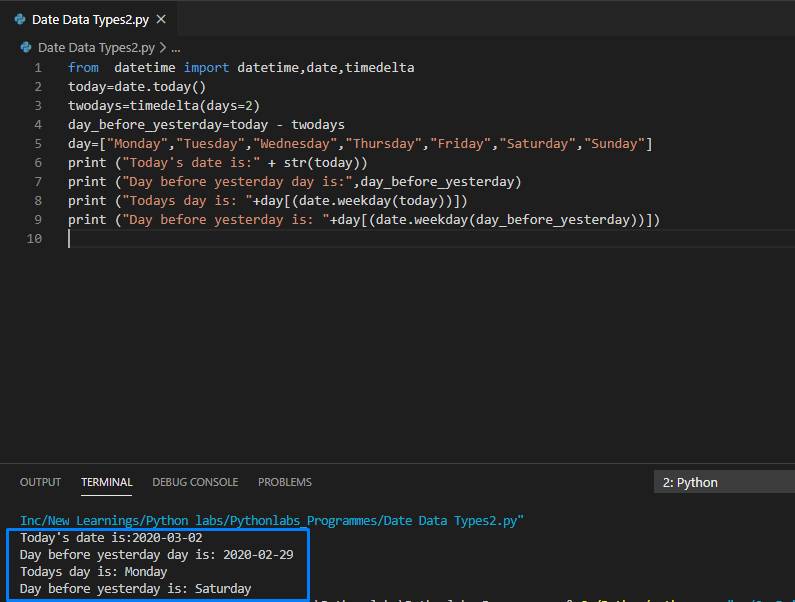 Date Data Types2.py ×
Date Data Types2.py > ...
1 from  datetime import datetime,date,timedelta
2 today=date.today()
3 twodays=timedelta(days=2)
4 day_before_yesterday=today - twodays
5 day=["Monday","Tuesday","Wednesday","Thursday","Friday","Saturday","Sunday"]
6 print ("Today's date is:" + str(today))
7 print ("Day before yesterday day is:",day_before_yesterday)
8 print ("Todays day is: "+day[(date.weekday(today))])
9 print ("Day before yesterday is: "+day[(date.weekday(day_before_yesterday))])
10
OUTPUT TERMINAL DEBUG CONSOLE PROBLEMS 2: Python
Inc/New Learnings/Python labs/Pythonlabs_Programmes/Date Data Types2.py"
Today's date is:2020-03-02
Day before yesterday day is: 2020-02-29
Todays day is: Monday
Day before yesterday is: Saturday